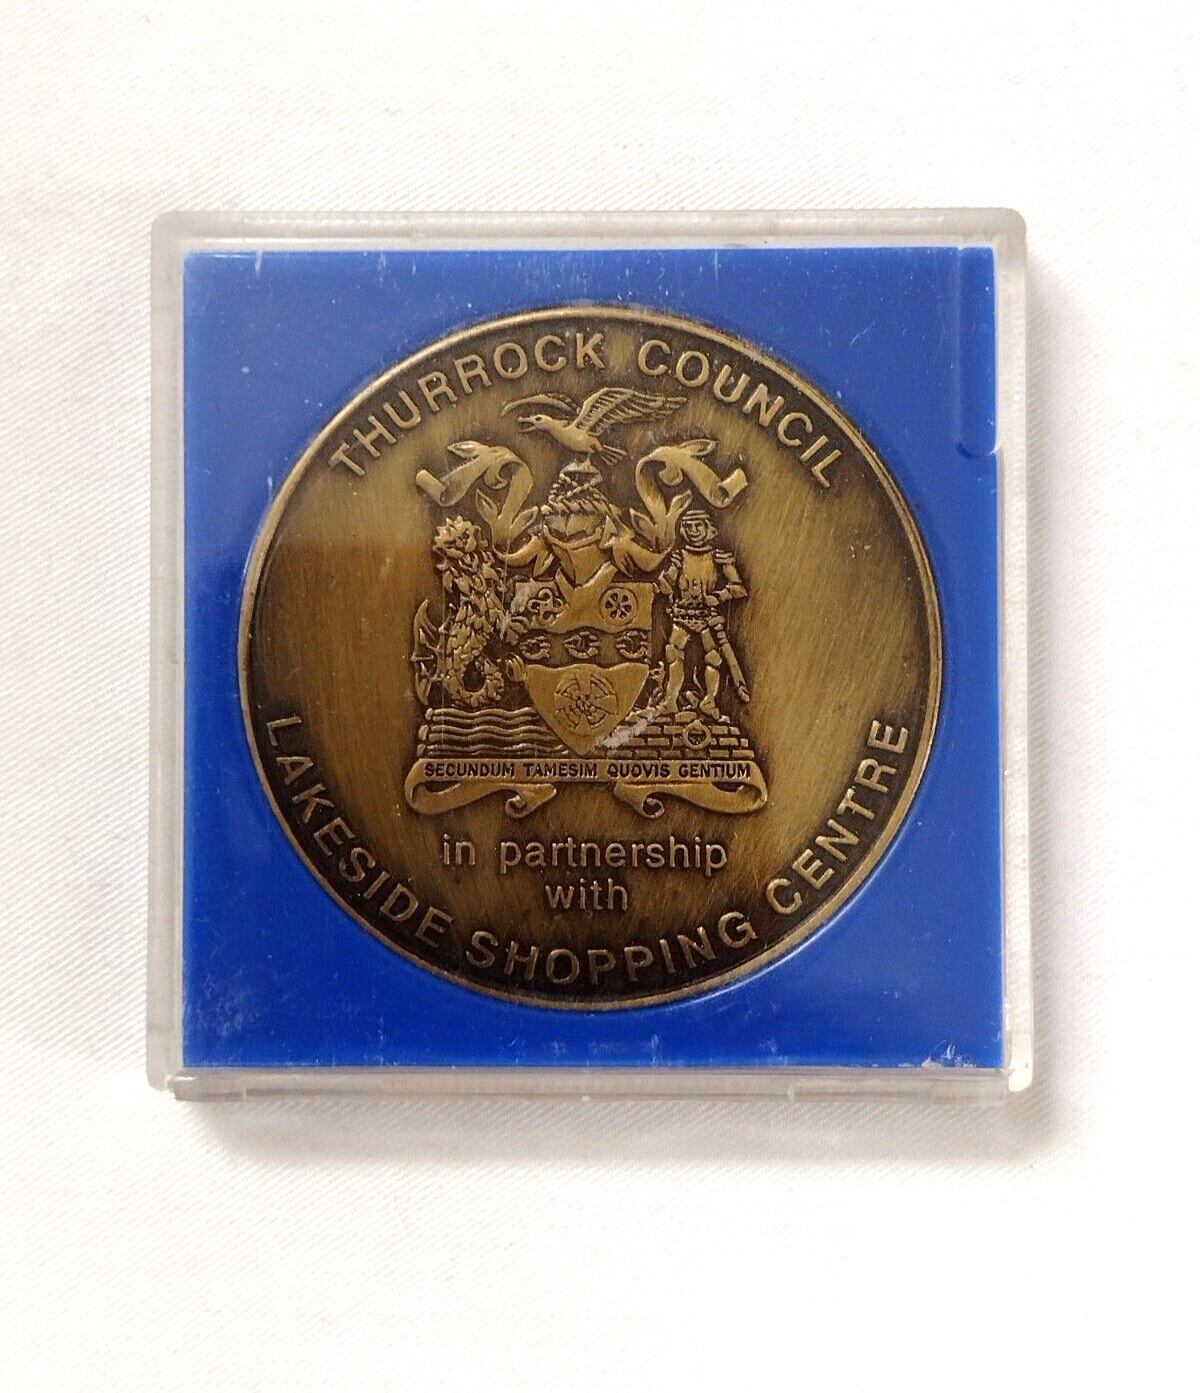 THURROCK COUNCIL
SECUNDUM TAMESIM QUOVIS GENTIUM
in partnership
with
LAKESIDE SHOPPING CENTRE